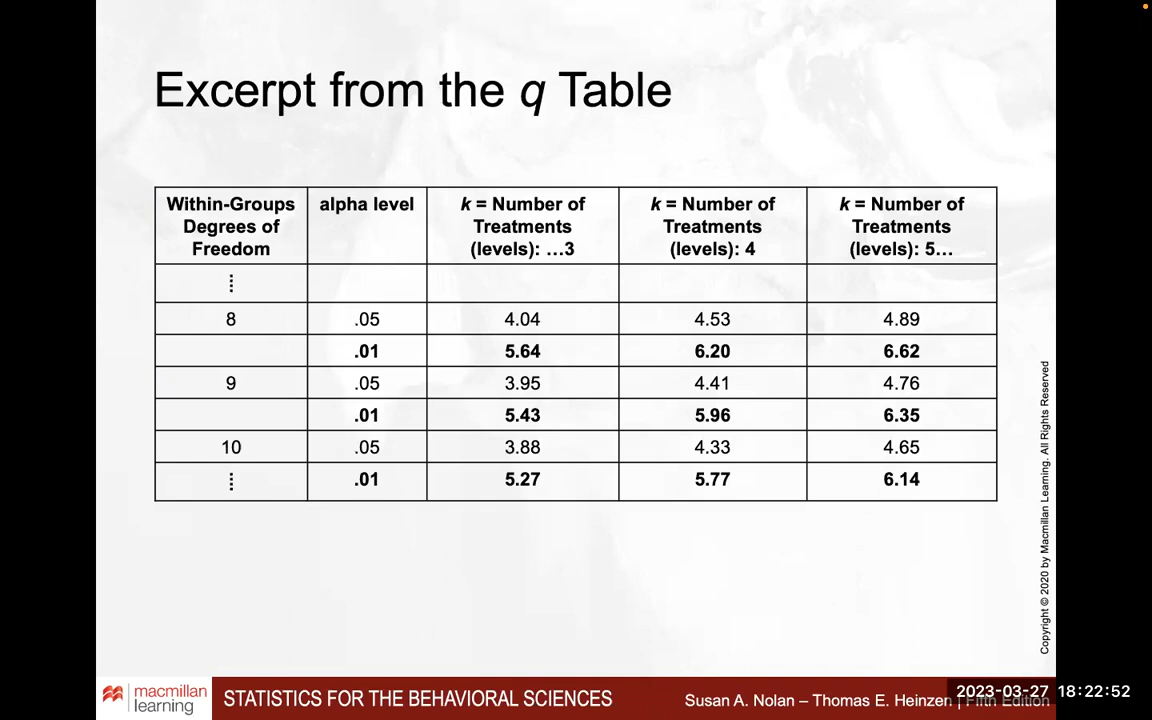 Excerpt from the q Table
Within-Groups Degrees of Freedom alpha level k = Number of Treatments (levels): …3 k = Number of Treatments (levels): 4 k = Number of Treatments (levels): 5…
⁞
8 .05 4.04 4.53 4.89
.01 5.64 6.20 6.62
9 .05 3.95 4.41 4.76
.01 5.43 5.96 6.35
10 .05 3.88 4.33 4.65
⁞ .01 5.27 5.77 6.14
Copyright © 2020 by Macmillan Learning. All Rights Reserved
macmillan learning
STATISTICS FOR THE BEHAVIORAL SCIENCES
Susan A. Nolan – Thomas E. Heinzen | Fifth Edition
2023-03-27 18:22:52